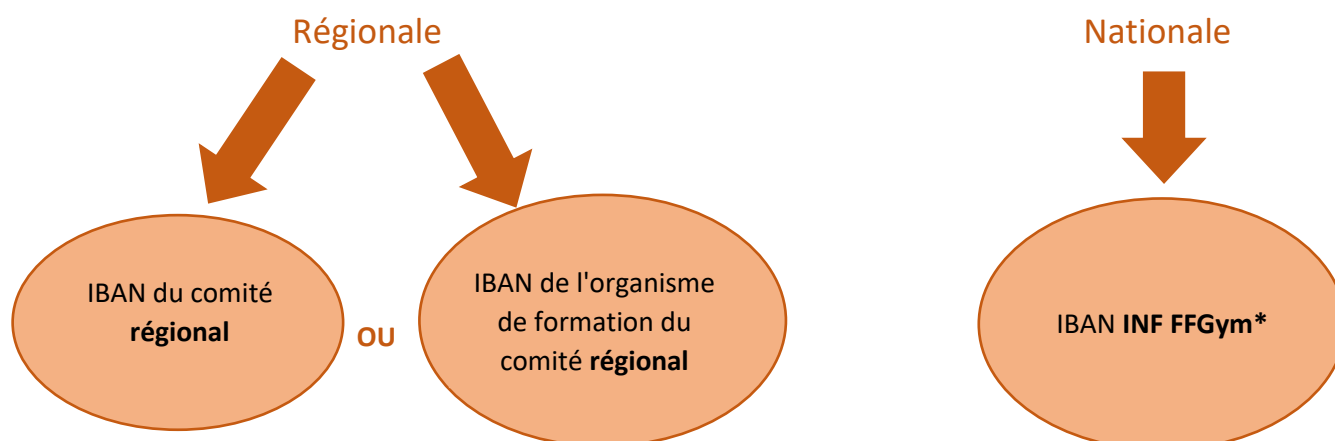 Régionale
Nationale
IBAN du comité
régional
OU
IBAN de l'organisme
de formation du
comité régional
IBAN INF FFGym*